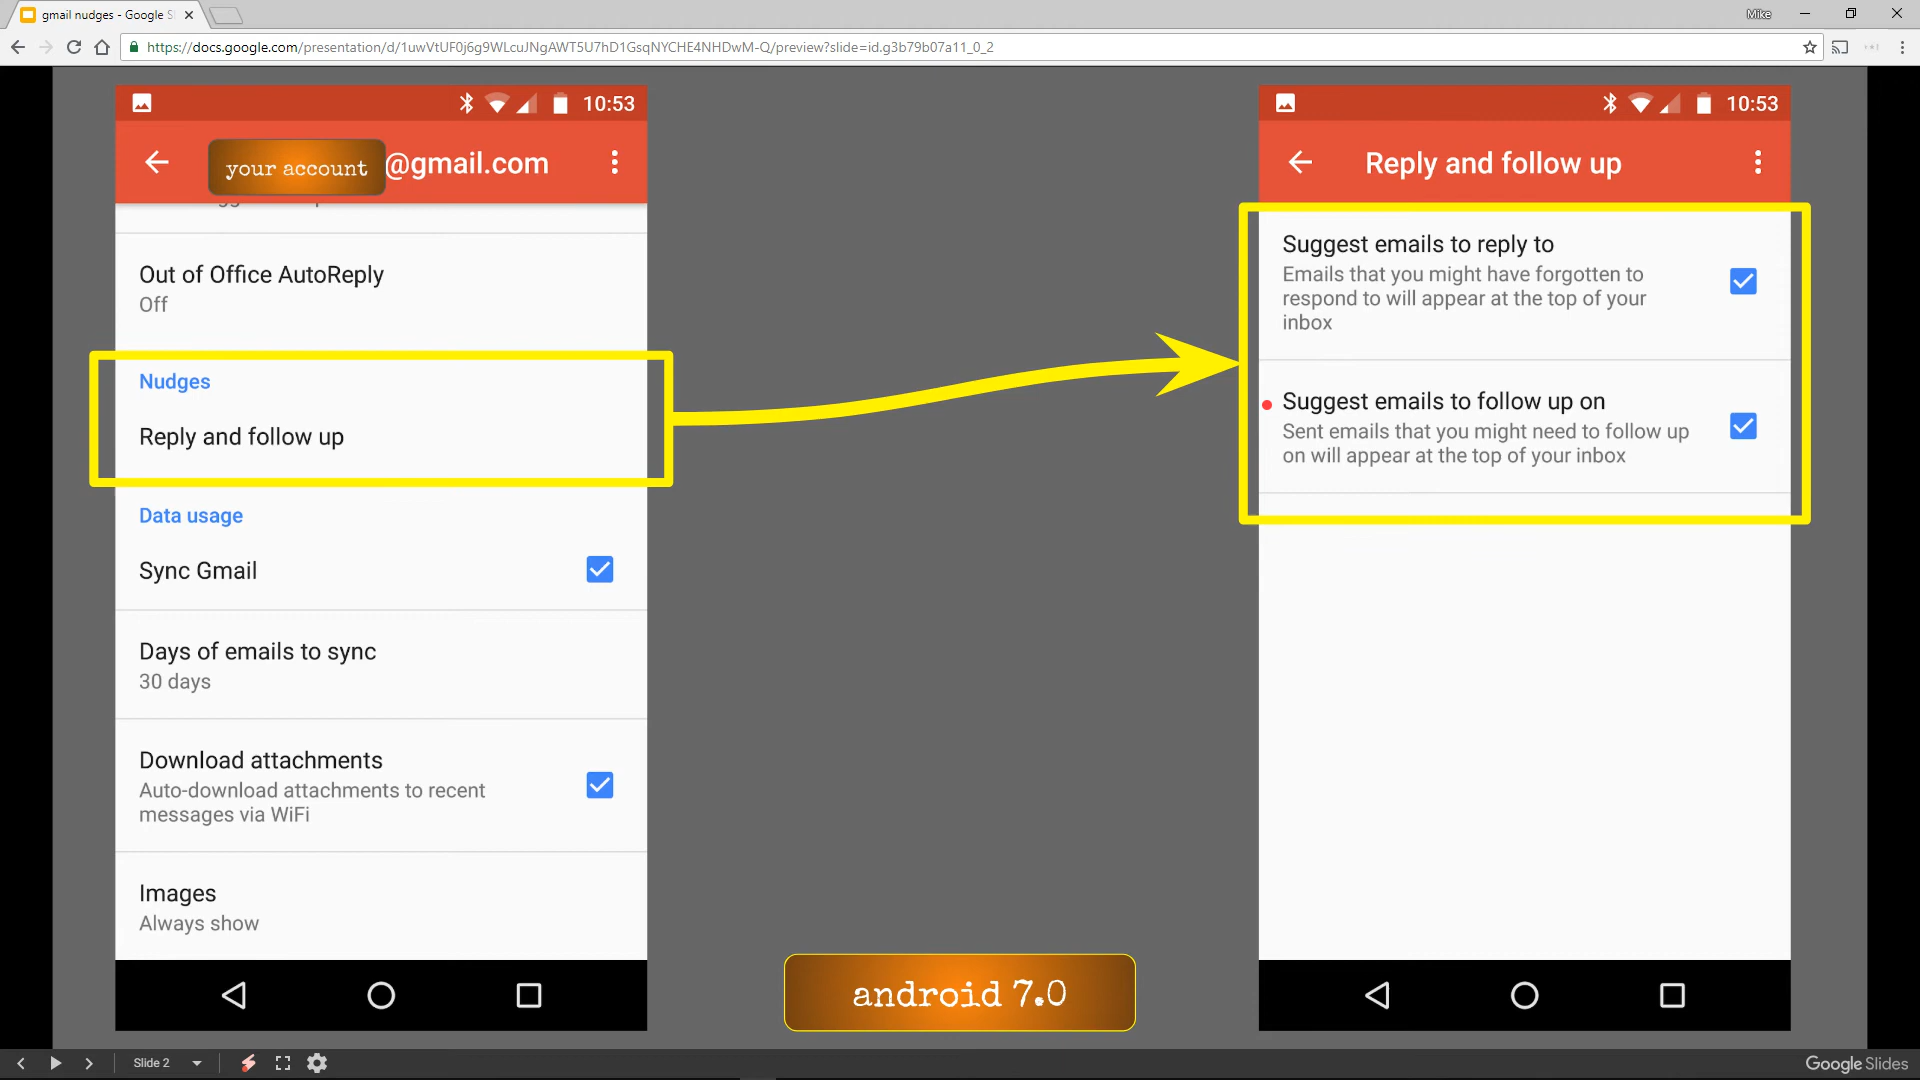 gmail nudges - Google S
Mike
https://docs.google.com/presentation/d/1uwVtUF0j6g9WLcuJNgAWT5U7hD1GsqNYCHE4NHDwM-Q/preview?slide=id.g3b79b07a11_0_2
10:53
your account @gmail.com
Out of Office AutoReply
Off
Nudges
Reply and follow up
Data usage
Sync Gmail
Days of emails to sync
30 days
Download attachments
Auto-download attachments to recent
messages via WiFi
Images
Always show
10:53
Reply and follow up
Suggest emails to reply to
Emails that you might have forgotten to
respond to will appear at the top of your
inbox
Suggest emails to follow up on
Sent emails that you might need to follow up
on will appear at the top of your inbox
android 7.0
Slide 2
Google Slides